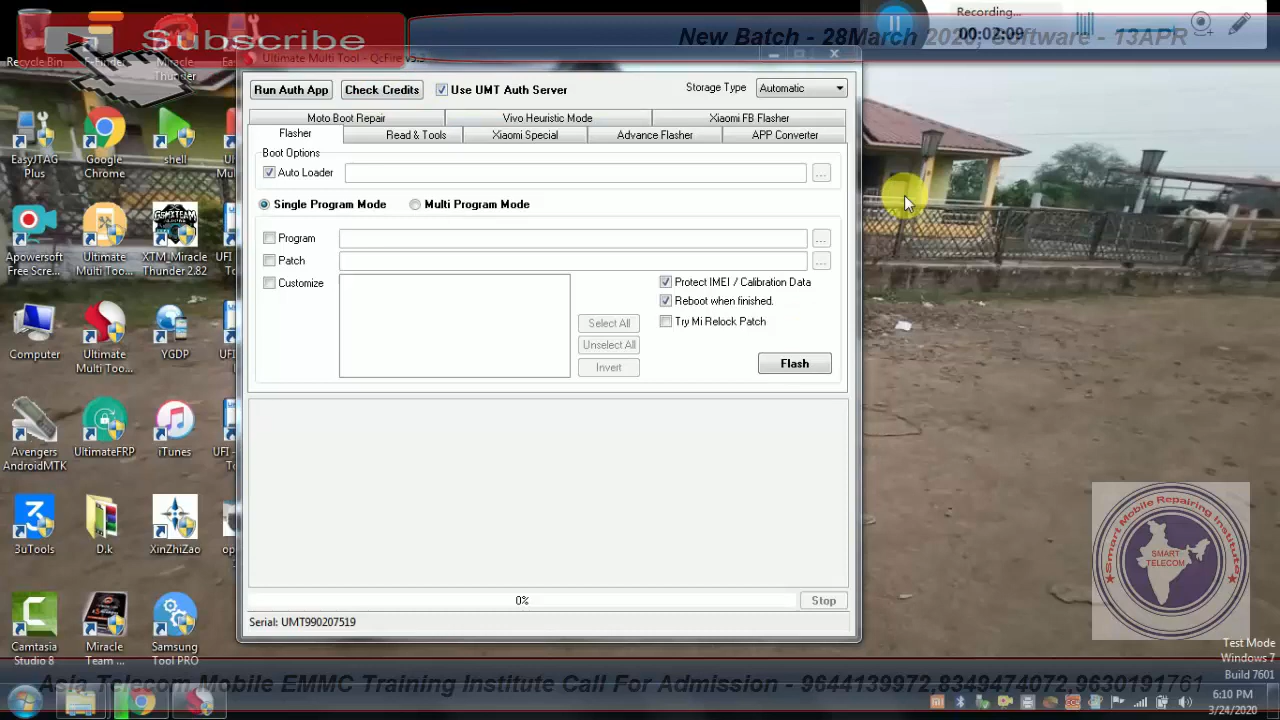 Subscribe
New Batch - 28March 2020, Software - 13APR
Recording...
00:02:09
Recycle Bin
Miracle Thunder
Ultimate Multi Tool - QcFire
Run Auth App
Check Credits
Use UMT Auth Server
Storage Type
Automatic
Moto Boot Repair
Vivo Heuristic Mode
Xiaomi FB Flasher
Flasher
Read & Tools
Xiaomi Special
Advance Flasher
APP Converter
Boot Options
Auto Loader
...
Single Program Mode
Multi Program Mode
Program
...
Patch
...
Customize
Protect IMEI / Calibration Data
Reboot when finished.
Try Mi Relock Patch
Select All
Unselect All
Invert
Flash
0%
Stop
Serial: UMT990207519
EasyJTAG
Plus
Google
Chrome
shell
Apowersoft
Free Scre...
Ultimate
Multi Too...
GEMXTEAM
XTM_Miracle
Thunder 2.82
UFI
Computer
Ultimate
Multi Too...
YGDP
UFI
Avengers
AndroidMTK
UltimateFRP
iTunes
UFI
3uTools
D.k
XinZhiZao
Camtasia
Studio 8
Miracle
Team ...
Samsung
Tool PRO
Smart Mobile Repairing Institute
SMART
TELECOM
Test Mode
Windows 7
Build 7601
Asia Telecom Mobile EMMC Training Institute - Call For Admission
8349474072,9630191761
6:10 PM
3/24/2020